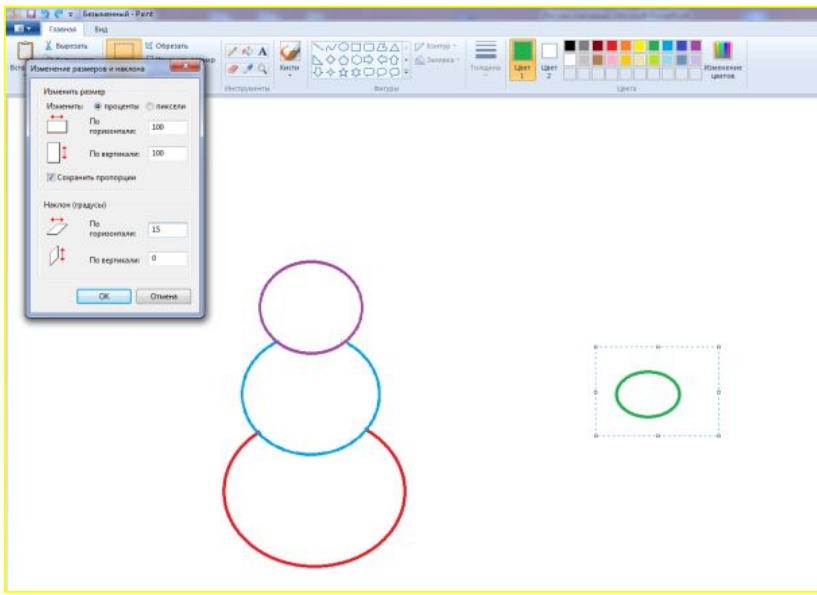 Безымянный - Paint
Главная Вид
Вырезать
Обрезать
Кисти
Контур
Заливка
Толщина
Цвет 1
Цвет 2
Изменение цветов
Инструменты
Фигуры
Цвета
Изменение размеров и наклона
Изменить размер
Изменить: проценты пиксели
По горизонтали: 100
По вертикали: 100
Сохранить пропорции
Наклон (градусы)
По горизонтали: 15
По вертикали: 0
OK Отмена